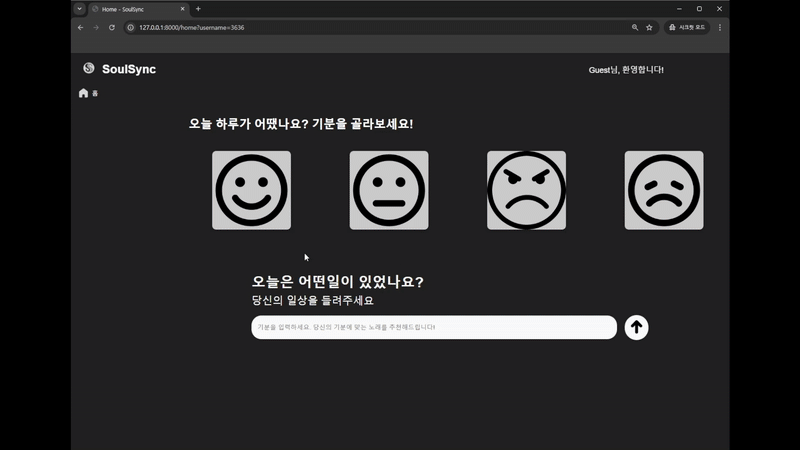 Home - SoulSync
127.0.0.1:8000/home?username=3636
시크릿 모드
SoulSync
Guest님, 환영합니다!
홈
오늘 하루가 어땠나요? 기분을 골라보세요!
오늘은 어떤일이 있었나요?
당신의 일상을 들려주세요
기분을 입력하세요. 당신의 기분에 맞는 노래를 추천해드립니다!